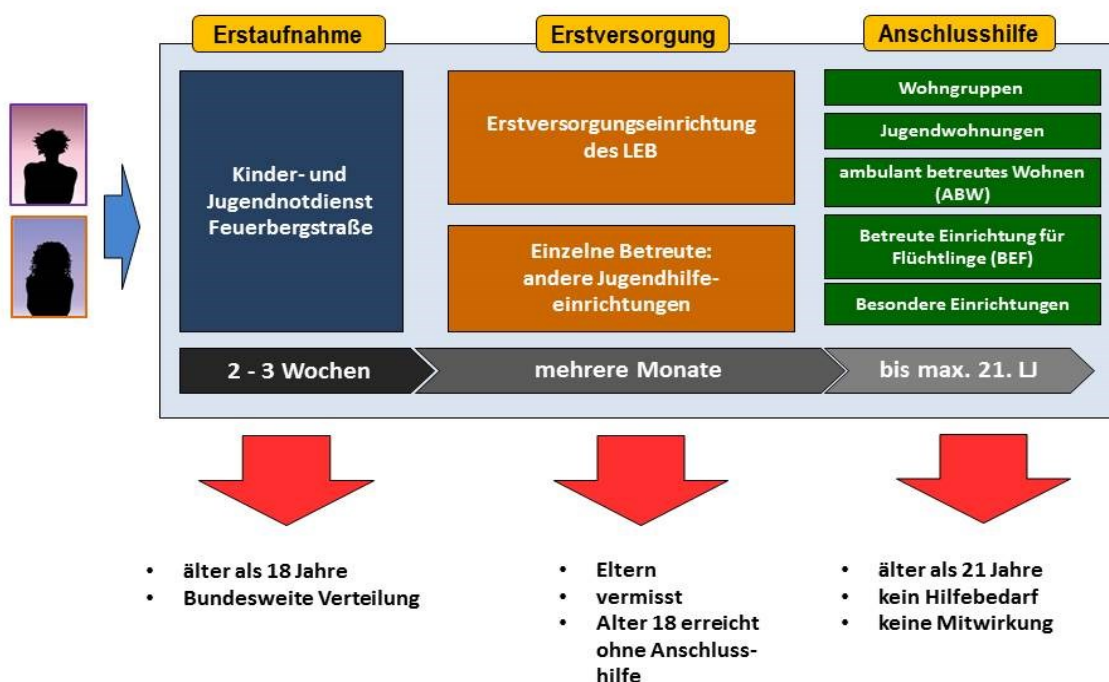 Erstaufnahme
Erstversorgung
Anschlusshilfe
Kinder- und
Jugendnotdienst
Feuerbergstraße
Erstversorgungseinrichtung
des LEB
Einzelne Betreute:
andere Jugendhilfe-
einrichtungen
Wohngruppen
Jugendwohnungen
ambulant betreutes Wohnen
(ABW)
Betreute Einrichtung für
Flüchtlinge (BEF)
Besondere Einrichtungen
2 - 3 Wochen
mehrere Monate
bis max. 21. LJ
• älter als 18 Jahre
• Bundesweite Verteilung
• Eltern
• vermisst
• Alter 18 erreicht
ohne Anschluss-
hilfe
• älter als 21 Jahre
• kein Hilfebedarf
• keine Mitwirkung